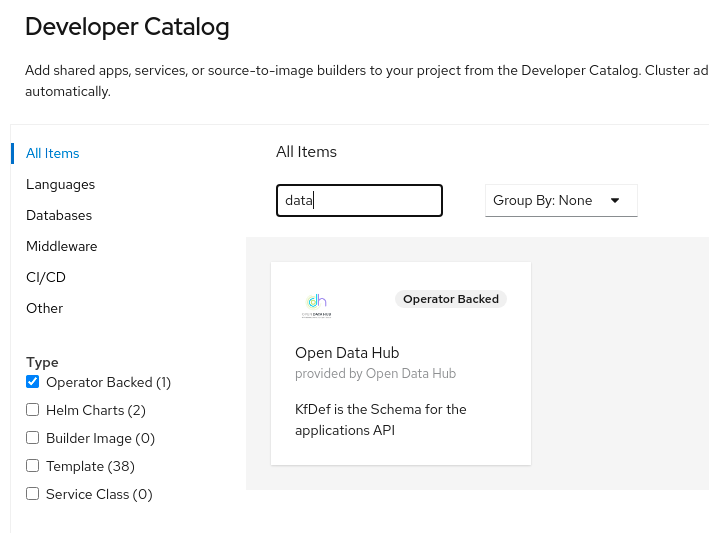 Developer Catalog
Add shared apps, services, or source-to-image builders to your project from the Developer Catalog. Cluster ad
automatically.
All Items
Languages
Databases
Middleware
CI/CD
Other
Type
Operator Backed (1)
Helm Charts (2)
Builder Image (0)
Template (38)
Service Class (0)
All Items
data
Group By: None
dh
OPEN DATA HUB
Operator Backed
Open Data Hub
provided by Open Data Hub
KfDef is the Schema for the
applications API